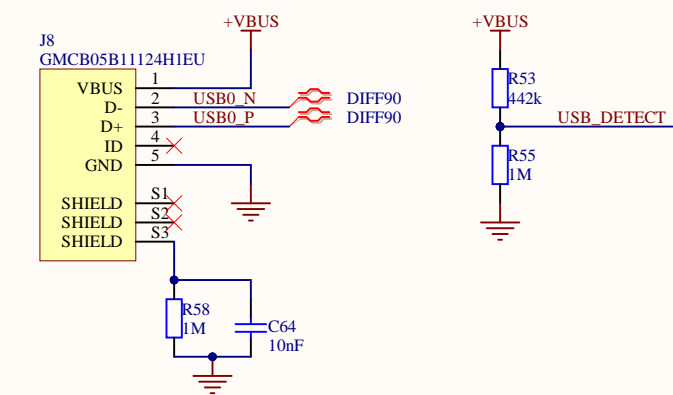 +VBUS
+VBUS
J8
GMCB05B11124H1EU
VBUS 1
D- 2 USB0_N DIFF90
D+ 3 USB0_P DIFF90
ID 4
GND 5
SHIELD S1
SHIELD S2
SHIELD S3
R53
442k
USB_DETECT
R55
1M
R58
1M
C64
10nF